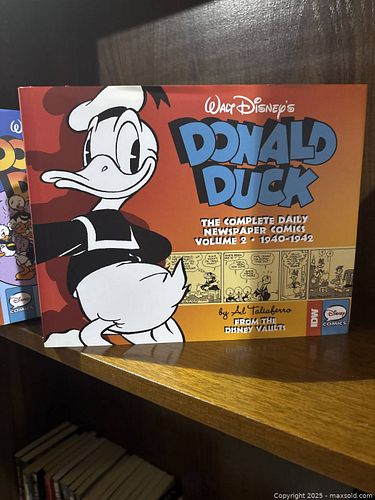 Walt Disney's
DONALD
DUCK
THE COMPLETE DAILY
NEWSPAPER COMICS
VOLUME 2 • 1940-1942
by Al Taliaferro
FROM THE
DISNEY VAULTS
IDW
Disney
COMICS
Copyright © 2025 - maxsold.com